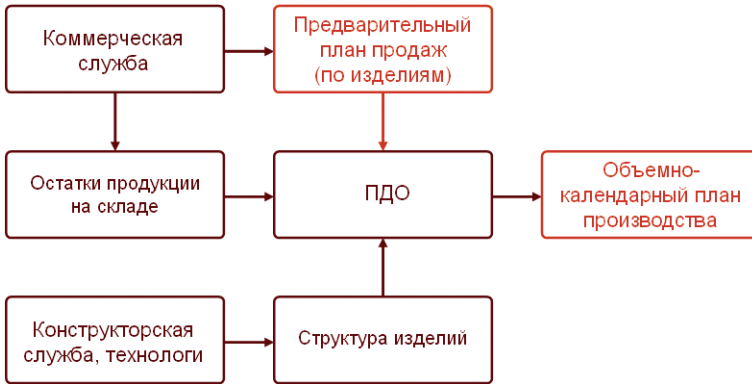 Коммерческая
служба
Предварительный
план продаж
(по изделиям)
Остатки продукции
на складе
ПДО
Объемно-
календарный план
производства
Конструкторская
служба, технологи
Структура изделий